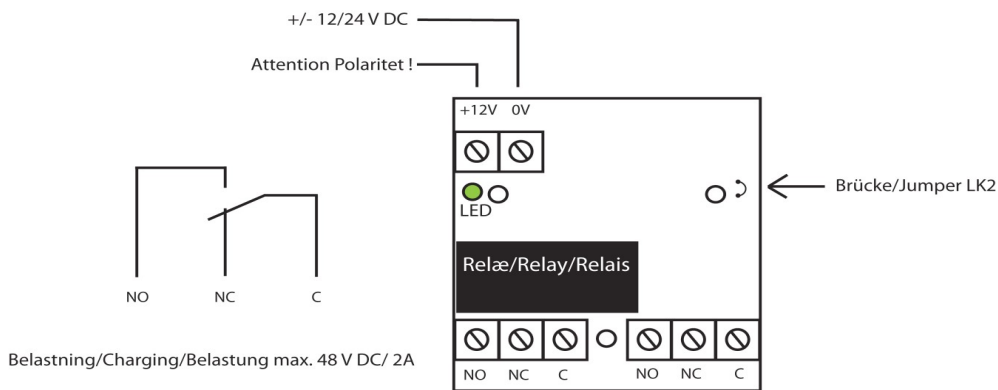 +/- 12/24 V DC
Attention Polaritet !
+12V 0V
Brücke/Jumper LK2
LED
Relæ/Relay/Relais
NO NC C
Belastning/Charging/Belastung max. 48 V DC/ 2A
NO NC C NO NC C